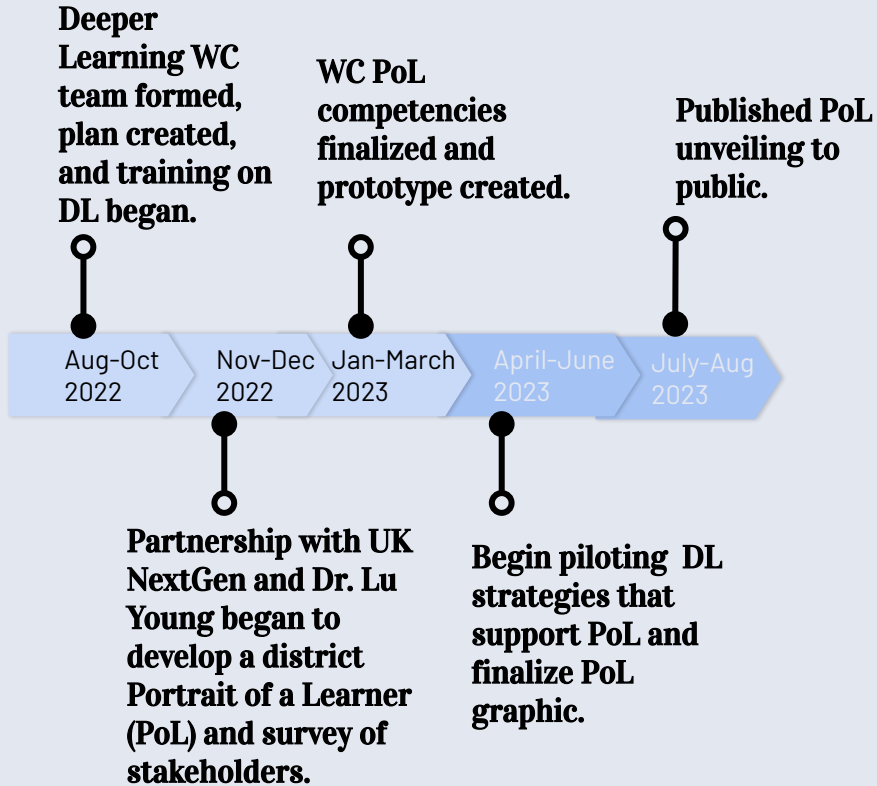 Deeper
Learning WC
team formed,
plan created,
and training on
DL began.
WC PoL
competencies
finalized and
prototype created.
Published PoL
unveiling to
public.
Aug-Oct
2022
Nov-Dec
2022
Jan-March
2023
April-June
2023
July-Aug
2023
Partnership with UK
NextGen and Dr. Lu
Young began to
develop a district
Portrait of a Learner
(PoL) and survey of
stakeholders.
Begin piloting  DL
strategies that
support PoL and
finalize PoL
graphic.